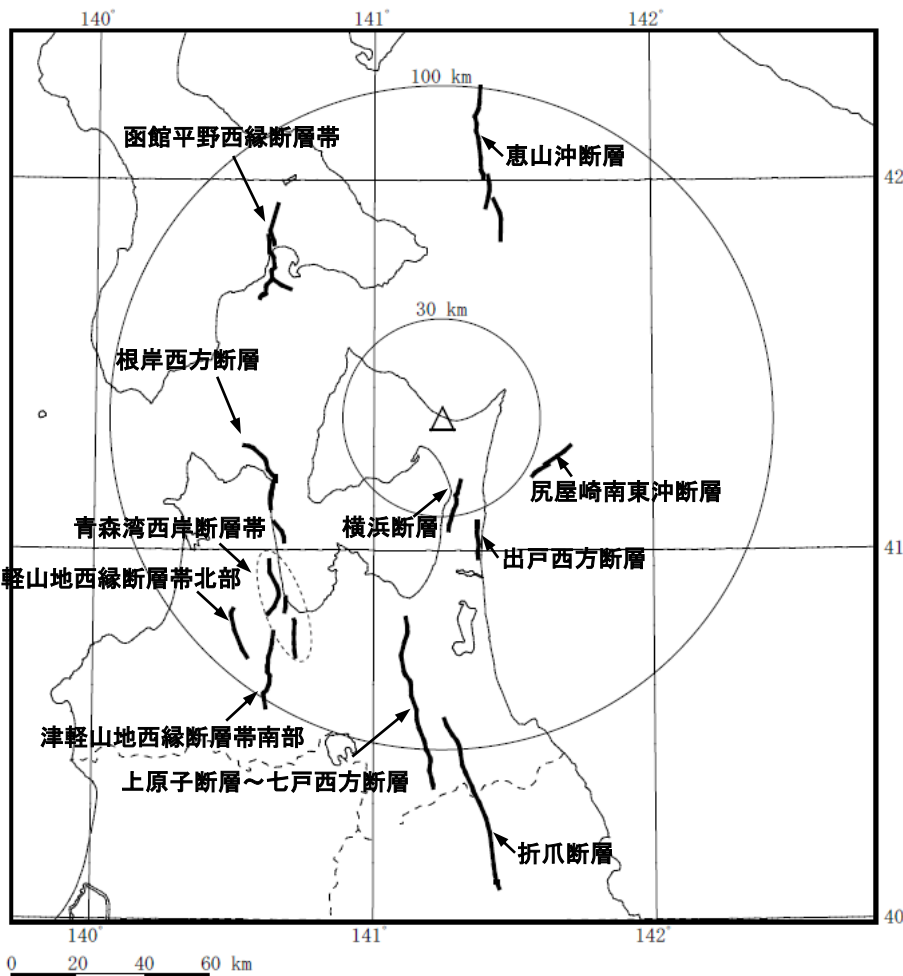 140° 141° 142°
100 km
函館平野西縁断層帯
恵山沖断層
42
30 km
根岸西方断層
尻屋崎南東沖断層
青森湾西岸断層帯
横浜断層
41
出戸西方断層
軽山地西縁断層帯北部
津軽山地西縁断層帯南部
上原子断層～七戸西方断層
折爪断層
40
140° 141° 142°
0 20 40 60 km